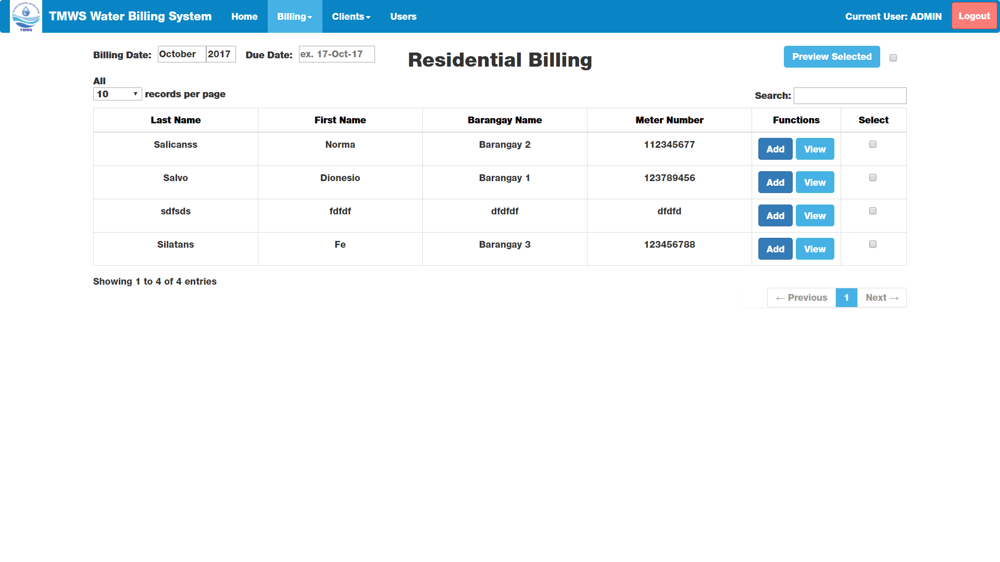 TMWS
TMWS Water Billing System Home Billing Clients Users Current User: ADMIN Logout
Billing Date: October 2017 Due Date: ex. 17-Oct-17 Residential Billing Preview Selected
All
10 records per page Search:
Last Name First Name Barangay Name Meter Number Functions Select
Salicanss Norma Barangay 2 112345677 Add View
Salvo Dionesio Barangay 1 123789456 Add View
sdfsds fdfdf dfdfdf dfdfd Add View
Silatans Fe Barangay 3 123456788 Add View
Showing 1 to 4 of 4 entries
← Previous 1 Next →